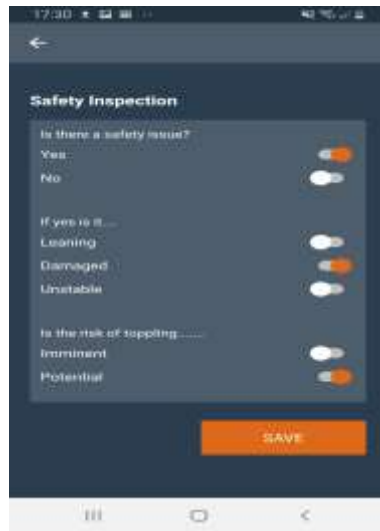 17:30
Safety Inspection
Is there a safety issue?
Yes
No
If yes is it....
Leaning
Damaged
Unstable
Is the risk of toppling.......
Imminent
Potential
SAVE